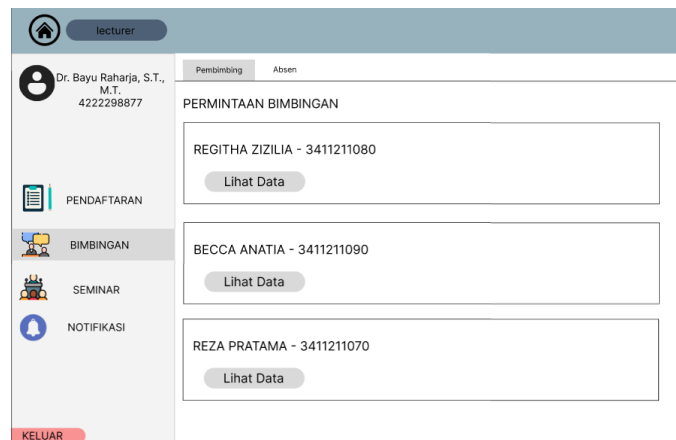 lecturer
Dr. Bayu Raharja, S.T.,
M.T.
4222298877
PENDAFTARAN
BIMBINGAN
SEMINAR
NOTIFIKASI
KELUAR
Pembimbing Absen
PERMINTAAN BIMBINGAN
REGITHA ZIZILIA - 3411211080
Lihat Data
BECCA ANATIA - 3411211090
Lihat Data
REZA PRATAMA - 3411211070
Lihat Data